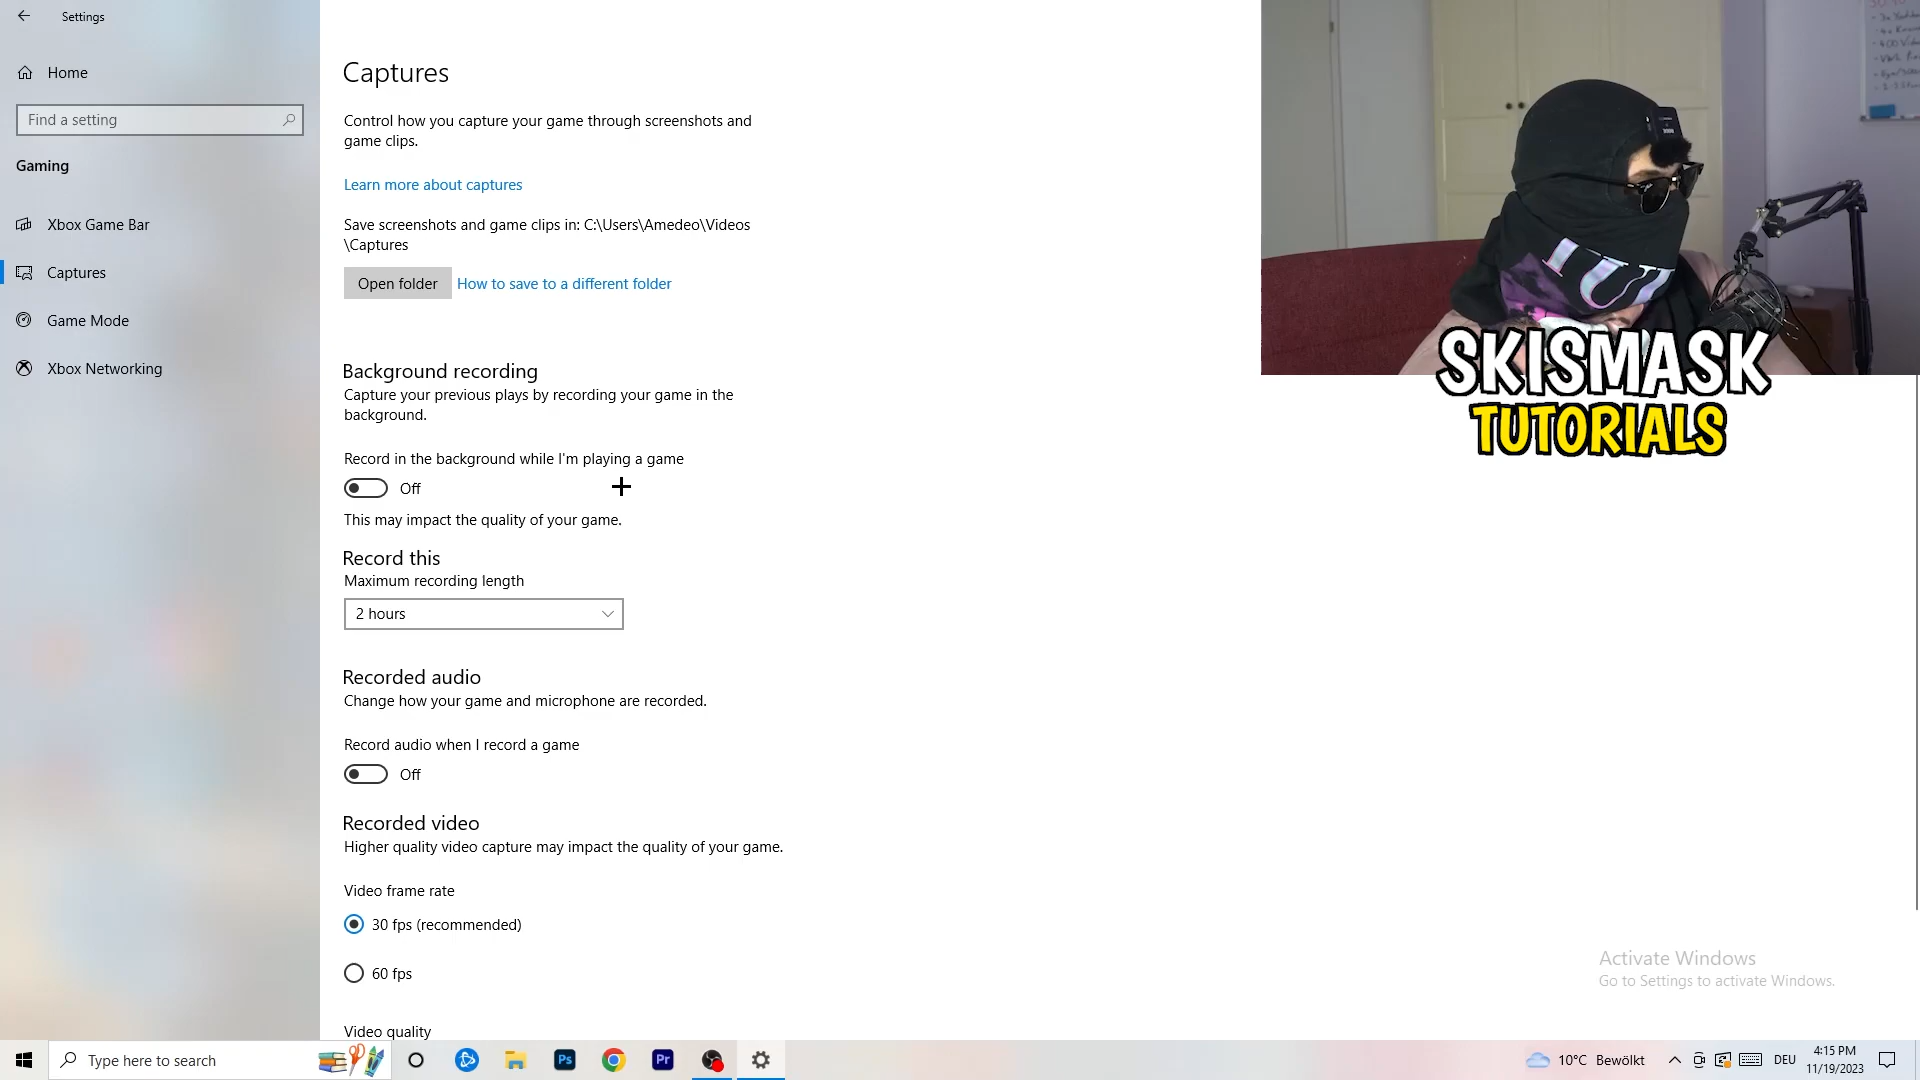 Settings
Home
Find a setting
Gaming
Xbox Game Bar
Captures
Game Mode
Xbox Networking
Captures
Control how you capture your game through screenshots and
game clips.
Learn more about captures
Save screenshots and game clips in: C:\Users\Amedeo\Videos
\Captures
Open folder
How to save to a different folder
Background recording
Capture your previous plays by recording your game in the
background.
Record in the background while I'm playing a game
Off
This may impact the quality of your game.
Record this
Maximum recording length
2 hours
Recorded audio
Change how your game and microphone are recorded.
Record audio when I record a game
Off
Recorded video
Higher quality video capture may impact the quality of your game.
Video frame rate
30 fps (recommended)
60 fps
Video quality
SKISMASK
TUTORIALS
Activate Windows
Go to Settings to activate Windows.
Type here to search
Ps
Pr
10°C Bewölkt
DEU
4:15 PM
11/19/2023